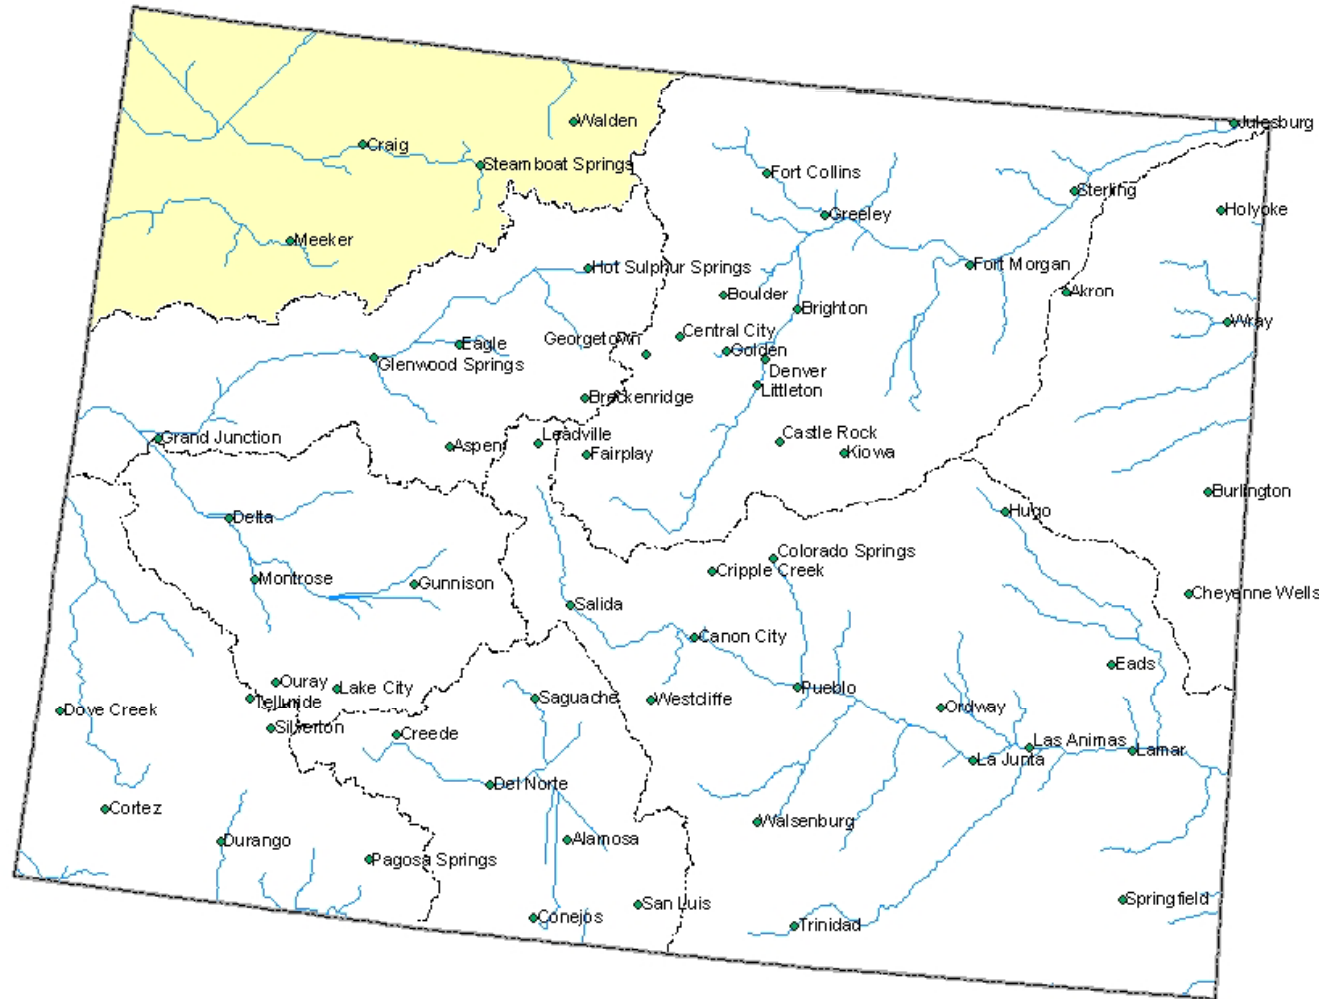 Julesburg
Walden
Craig
Steamboat Springs
Fort Collins
Sterling
Greeley
Holyoke
Meeker
Hot Sulphur Springs
Fort Morgan
Boulder
Akron
Brighton
Wray
Central City
Georgetown
Eagle
Golden
Glenwood Springs
Denver
Littleton
Breckenridge
Grand Junction
Aspen
Leadville
Fairplay
Castle Rock
Kiowa
Burlington
Delta
Hugo
Colorado Springs
Cripple Creek
Montrose
Gunnison
Cheyenne Wells
Salida
Canon City
Eads
Ouray
Lake City
Telluride
Saguache
Westcliffe
Pueblo
Dove Creek
Ordway
Silverton
Creede
Las Animas
Lamar
La Junta
Del Norte
Cortez
Walsenburg
Durango
Alamosa
Pagosa Springs
San Luis
Springfield
Conejos
Trinidad